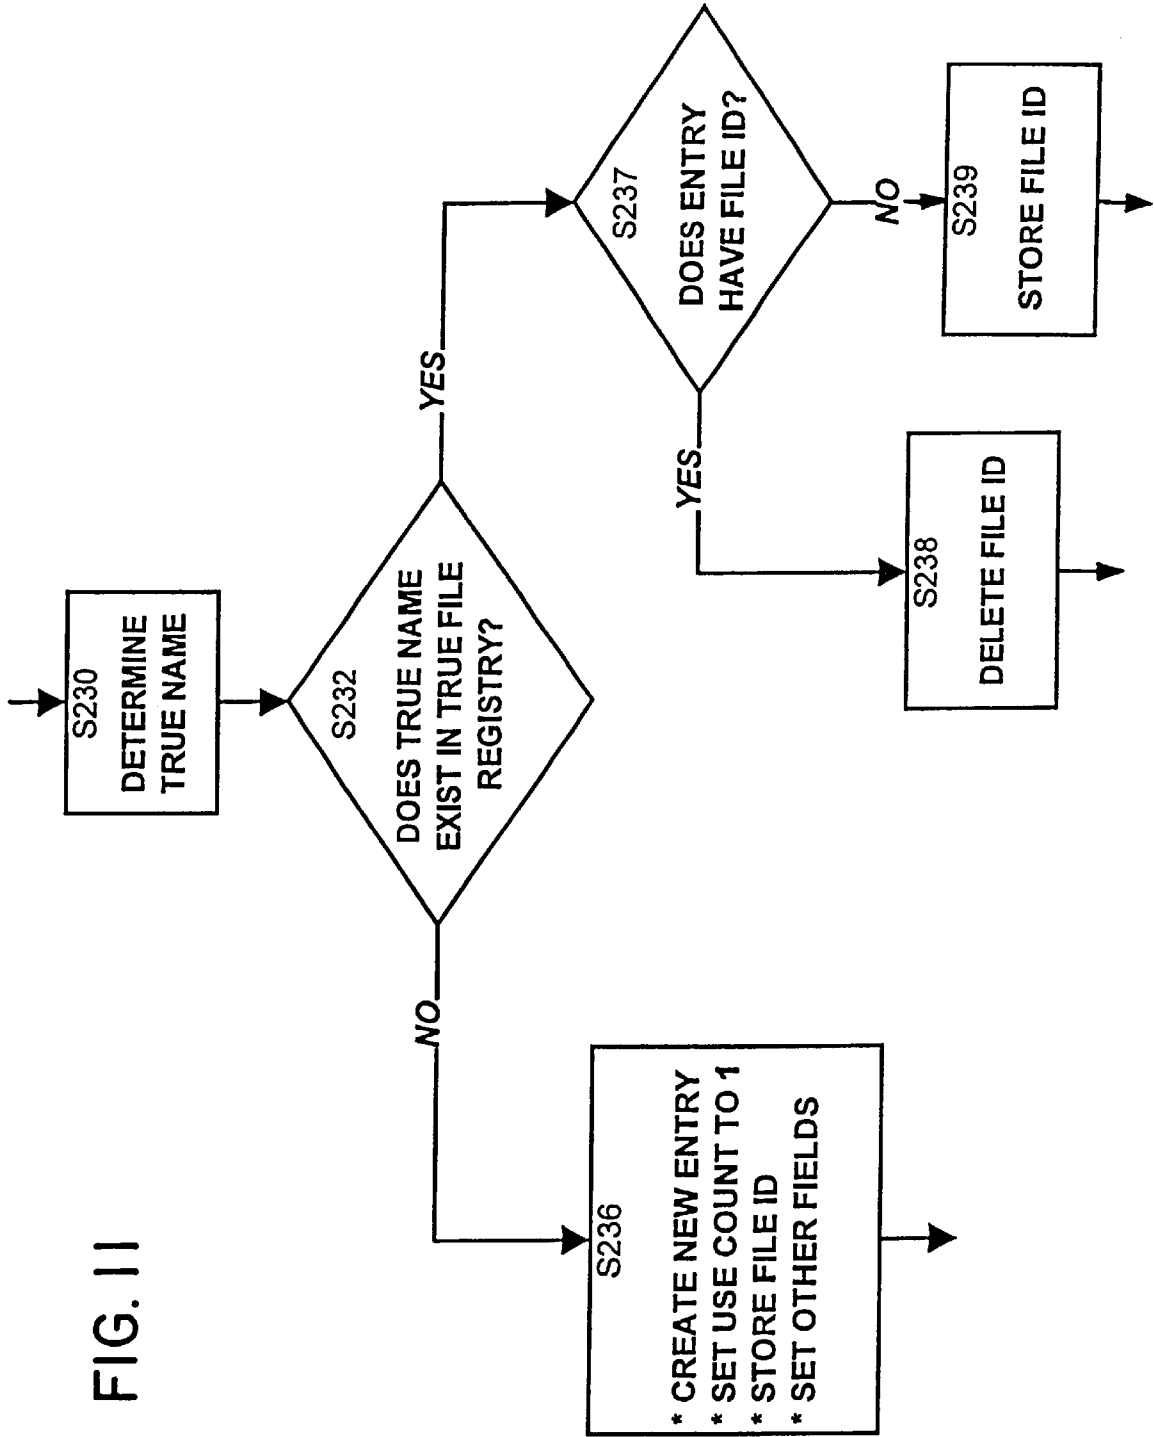 FIG. 11
S230
DETERMINE
TRUE NAME
S232
DOES TRUE NAME
EXIST IN TRUE FILE
REGISTRY?
NO
YES
S236
* CREATE NEW ENTRY
* SET USE COUNT TO 1
* STORE FILE ID
* SET OTHER FIELDS
S237
DOES ENTRY
HAVE FILE ID?
YES
NO
S238
DELETE FILE ID
S239
STORE FILE ID